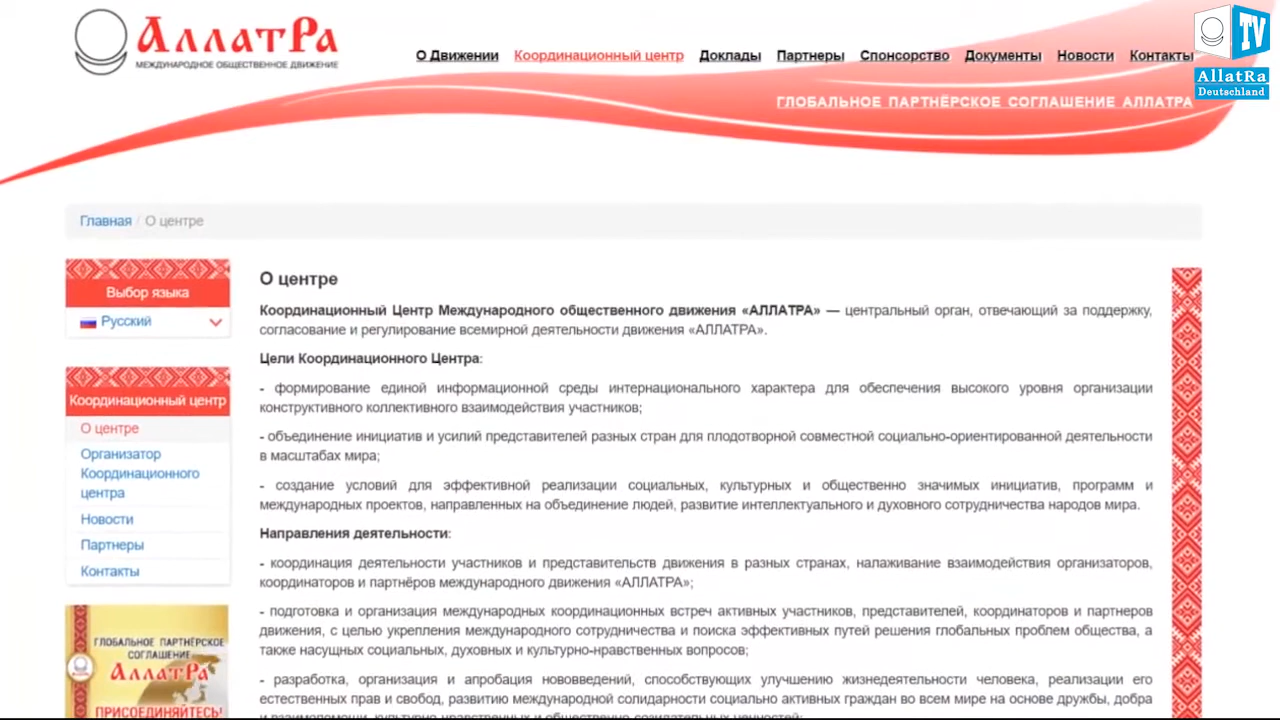 АллатРа
МЕЖДУНАРОДНОЕ ОБЩЕСТВЕННОЕ ДВИЖЕНИЕ
О Движении Координационный центр Доклады Партнеры Спонсорство Документы Новости Контакты
TV
AllatRa
Deutschland
ГЛОБАЛЬНОЕ ПАРТНЁРСКОЕ СОГЛАШЕНИЕ АЛЛАТРА
Главная / О центре
Выбор языка
Русский
Координационный центр
О центре
Организатор
Координационного
центра
Новости
Партнеры
Контакты
ГЛОБАЛЬНОЕ ПАРТНЁРСКОЕ
СОГЛАШЕНИЕ
АллатРа
ПРИСОЕДИНЯЙТЕСЬ!
О центре
Координационный Центр Международного общественного движения «АЛЛАТРА» — центральный орган, отвечающий за поддержку,
согласование и регулирование всемирной деятельности движения «АЛЛАТРА».
Цели Координационного Центра:
- формирование единой информационной среды интернационального характера для обеспечения высокого уровня организации
конструктивного коллективного взаимодействия участников;
- объединение инициатив и усилий представителей разных стран для плодотворной совместной социально-ориентированной деятельности
в масштабах мира;
- создание условий для эффективной реализации социальных, культурных и общественно значимых инициатив, программ и
международных проектов, направленных на объединение людей, развитие интеллектуального и духовного сотрудничества народов мира.
Направления деятельности:
- координация деятельности участников и представительств движения в разных странах, налаживание взаимодействия организаторов,
координаторов и партнёров международного движения «АЛЛАТРА»;
- подготовка и организация международных координационных встреч активных участников, представителей, координаторов и партнеров
движения, с целью укрепления международного сотрудничества и поиска эффективных путей решения глобальных проблем общества, а
также насущных социальных, духовных и культурно-нравственных вопросов;
- разработка, организация и апробация нововведений, способствующих улучшению жизнедеятельности человека, реализации его
естественных прав и свобод, развитию международной солидарности социально активных граждан во всем мире на основе дружбы, добра
и взаимопомощи, культурно-нравственных и общественно созидательных ценностей;